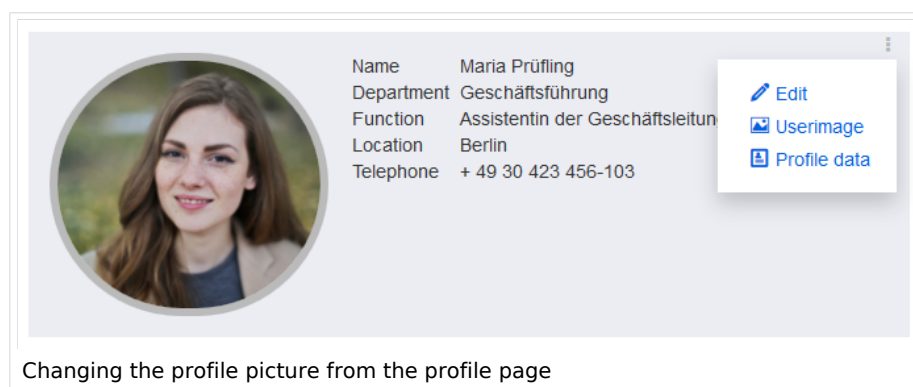 Name Maria Prüfling
Department Geschäftsführung
Function Assistentin der Geschäftsleitung
Location Berlin
Telephone + 49 30 423 456-103
Edit
Userimage
Profile data
Changing the profile picture from the profile page